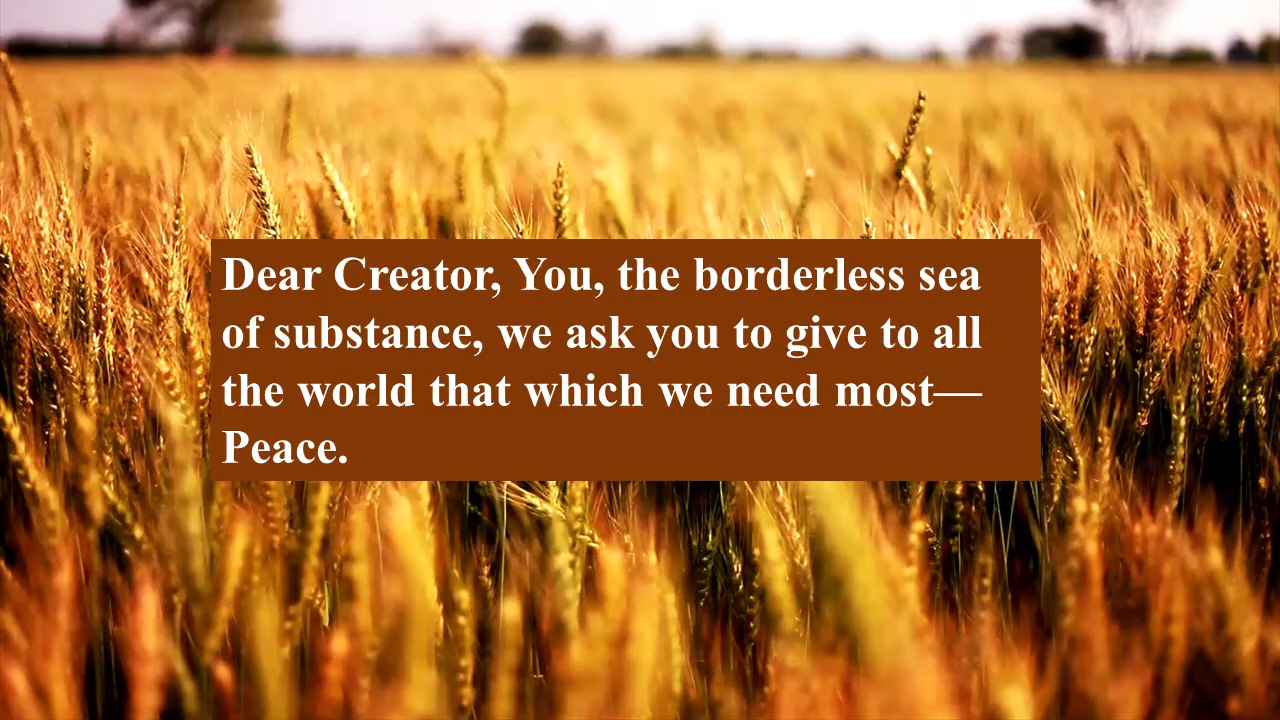 Dear Creator, You, the borderless sea
of substance, we ask you to give to all
the world that which we need most—
Peace.